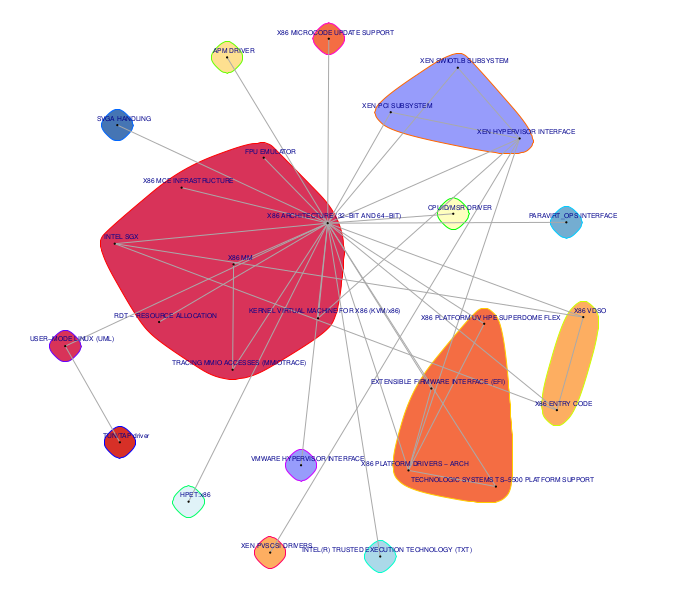 X86 MICROCODE UPDATE SUPPORT
APM DRIVER
XEN SWIOTLB SUBSYSTEM
XEN PCI SUBSYSTEM
SVGA HANDLING
XEN HYPERVISOR INTERFACE
FPU EMULATOR
X86 MCE INFRASTRUCTURE
CPUID/MSR DRIVER
X86 ARCHITECTURE (32-BIT AND 64-BIT)
PARAVIRT_OPS INTERFACE
INTEL SGX
X86 MM
KERNEL VIRTUAL MACHINE FOR X86 (KVM/x86)
X86 VDSO
RDT - RESOURCE ALLOCATION
X86 PLATFORM UV HPE SUPERDOME FLEX
USER-MODE LINUX (UML)
TRACING MMIO ACCESSES (MMIOTRACE)
EXTENSIBLE FIRMWARE INTERFACE (EFI)
X86 ENTRY CODE
TUN/TAP driver
VMWARE HYPERVISOR INTERFACE
X86 PLATFORM DRIVERS - ARCH
TECHNOLOGIC SYSTEMS TS-5500 PLATFORM SUPPORT
HPET: x86
XEN PVSCSI DRIVERS
INTEL(R) TRUSTED EXECUTION TECHNOLOGY (TXT)